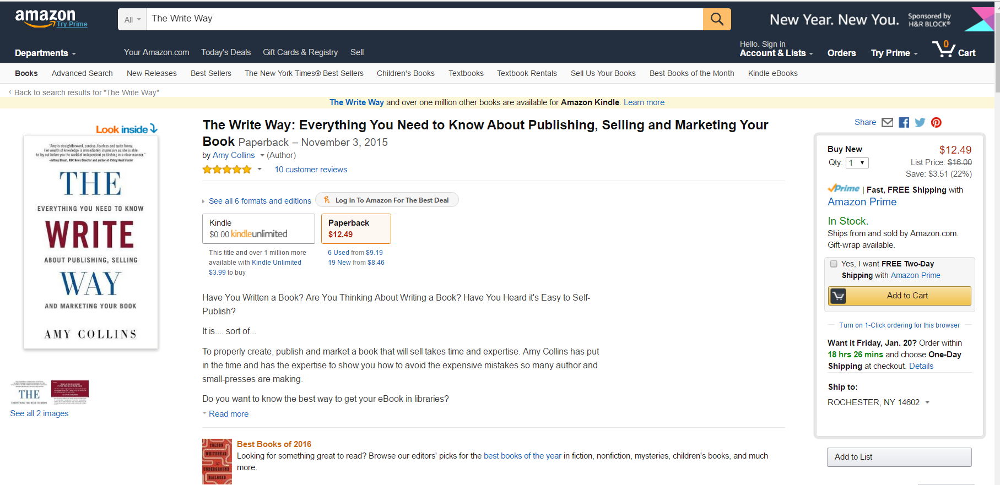 amazon
Try Prime
All
The Write Way
New Year. New You.
Sponsored by
H&R BLOCK®
Departments
Your Amazon.com
Today's Deals
Gift Cards & Registry
Sell
Hello. Sign in
Account & Lists
Orders
Try Prime
0
Cart
Books
Advanced Search
New Releases
Best Sellers
The New York Times® Best Sellers
Children's Books
Textbooks
Textbook Rentals
Sell Us Your Books
Best Books of the Month
Kindle eBooks
‹ Back to search results for "The Write Way"
The Write Way and over one million other books are available for Amazon Kindle. Learn more
Look inside
"Amy is straightforward, concise, fearless and quite funny.
Her wealth of knowledge is immediately impressive as she is able
to lay out before you the world of independent publishing in a clear manner."
–Jeffrey Blount, NBC News Director and author of Hating Heidi Foster
THE
EVERYTHING YOU NEED TO KNOW
WRITE
ABOUT PUBLISHING, SELLING
WAY
AND MARKETING YOUR BOOK
AMY COLLINS
THE
EVERYTHING YOU NEED TO KNOW
See all 2 images
The Write Way: Everything You Need to Know About Publishing, Selling and Marketing Your
Book Paperback – November 3, 2015
by Amy Collins (Author)
10 customer reviews
See all 6 formats and editions
Log In To Amazon For The Best Deal
Kindle
$0.00 kindleunlimited
This title and over 1 million more
available with Kindle Unlimited
$3.99 to buy
Paperback
$12.49
6 Used from $9.19
19 New from $8.46
Have You Written a Book? Are You Thinking About Writing a Book? Have You Heard it's Easy to Self-
Publish?
It is.... sort of...
To properly create, publish and market a book that will sell takes time and expertise. Amy Collins has put
in the time and has the expertise to show you how to avoid the expensive mistakes so many author and
small-presses are making.
Do you want to know the best way to get your eBook in libraries?
Read more
COLSON
WHITEHEAD
THE
UNDERGROUND
RAILROAD
Best Books of 2016
Looking for something great to read? Browse our editors' picks for the best books of the year in fiction, nonfiction, mysteries, children's books, and much
more.
Share
Buy New
$12.49
Qty: 1
List Price: $16.00
Save: $3.51 (22%)
Prime | Fast, FREE Shipping with
Amazon Prime
In Stock.
Ships from and sold by Amazon.com.
Gift-wrap available.
Yes, I want FREE Two-Day
Shipping with Amazon Prime
Add to Cart
Turn on 1-Click ordering for this browser
Want it Friday, Jan. 20? Order within
18 hrs 26 mins and choose One-Day
Shipping at checkout. Details
Ship to:
ROCHESTER, NY 14602
Add to List